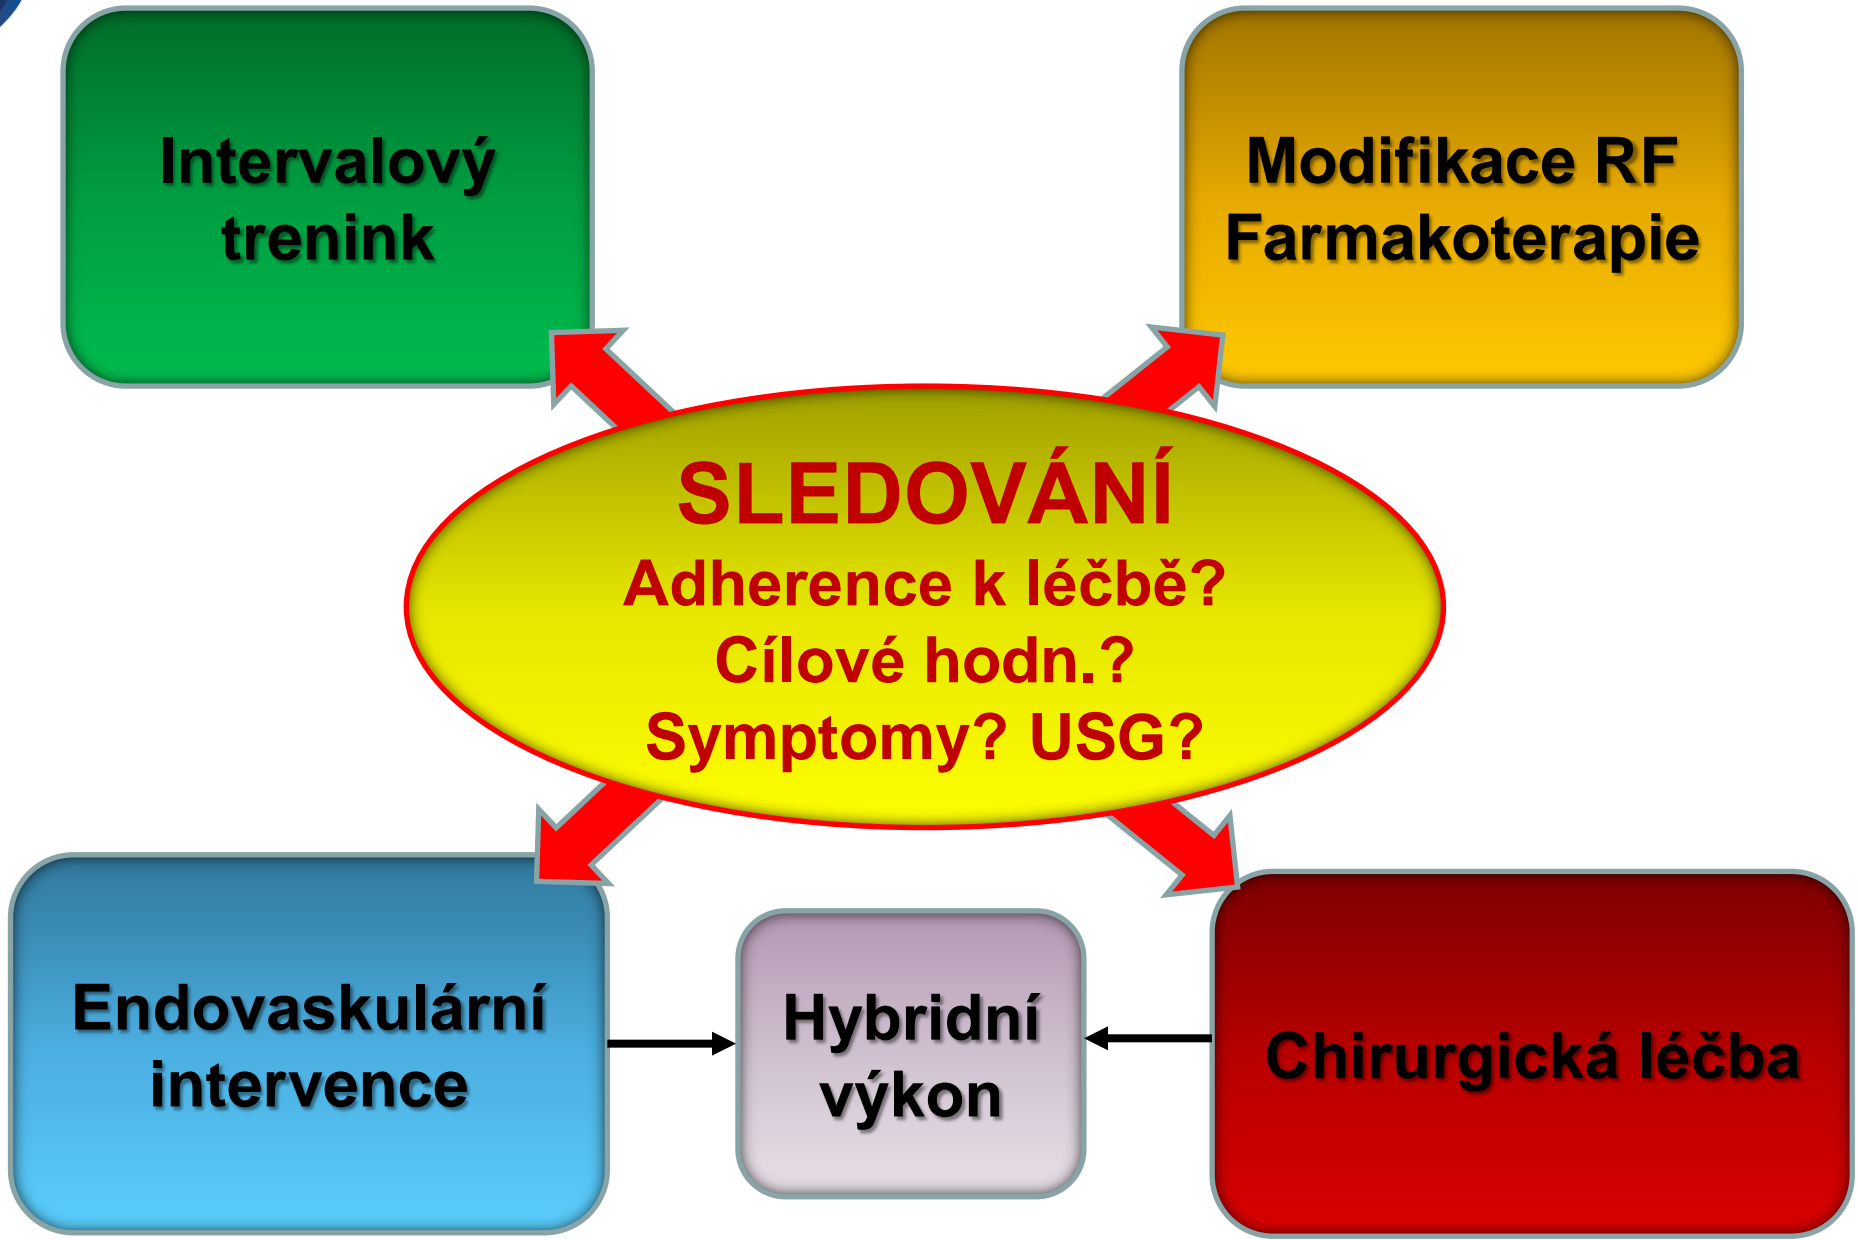 Intervalový
trenink
Modifikace RF
Farmakoterapie
SLEDOVÁNÍ
Adherence k léčbě?
Cílové hodn.?
Symptomy? USG?
Endovaskulární
intervence
Hybridní
výkon
Chirurgická léčba